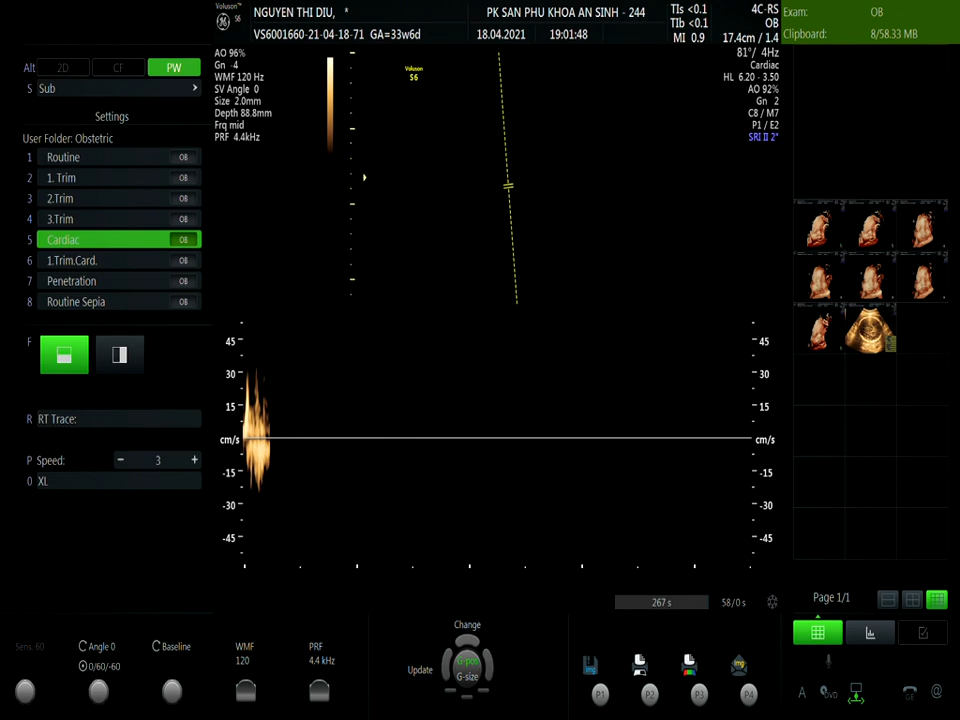 Voluson™
S6
NGUYEN THI DIU, *
PK SAN PHU KHOA AN SINH - 244
VS6001660-21-04-18-71 GA=33w6d
18.04.2021
19:01:48
TIs <0.1
TIb <0.1
MI 0.9
4C-RS
OB
17.4cm / 1.4
81°/ 4Hz
Cardiac
HL 6.20 - 3.50
AO 92%
Gn 2
C8 / M7
P1 / E2
SRI II 2*
Exam: OB
Clipboard: 8/58.33 MB
Alt 2D CF PW
S Sub
Settings
User Folder: Obstetric
1 Routine OB
2 1. Trim OB
3 2.Trim OB
4 3.Trim OB
5 Cardiac OB
6 1.Trim.Card. OB
7 Penetration OB
8 Routine Sepia OB
F
R RT Trace:
P Speed: - 3 +
0 XL
AO 96%
Gn -4
WMF 120 Hz
SV Angle 0
Size 2.0mm
Depth 88.8mm
Frq mid
PRF 4.4kHz
Voluson
S6
45 45
30 30
15 15
cm/s cm/s
-15 -15
-30 -30
-45 -45
267 s
58/0 s
Page 1/1
Sens. 60
Angle 0
0/60/-60
Baseline
WMF
120
PRF
4.4 kHz
Change
Update
G-pos
G-size
P1 P2 P3 P4
img
A DVD GE @